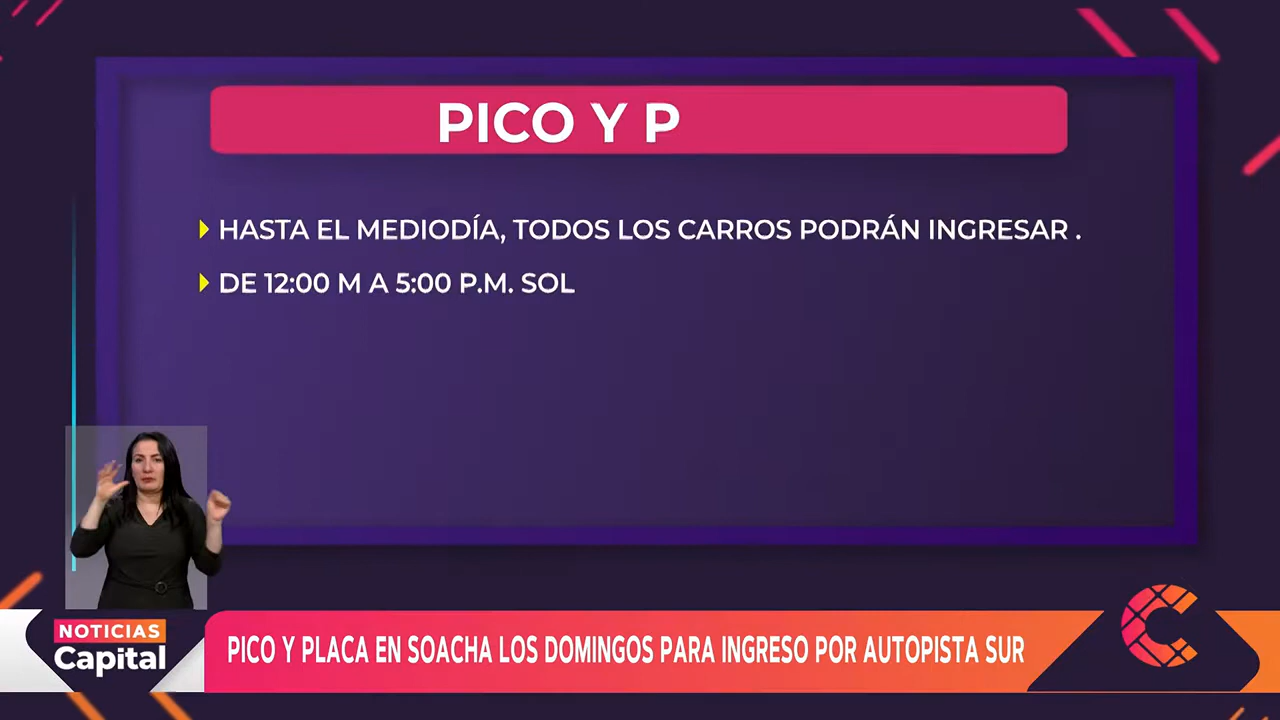 PICO Y P
HASTA EL MEDIODÍA, TODOS LOS CARROS PODRÁN INGRESAR .
DE 12:00 M A 5:00 P.M. SOL
NOTICIAS
Capital
PICO Y PLACA EN SOACHA LOS DOMINGOS PARA INGRESO POR AUTOPISTA SUR